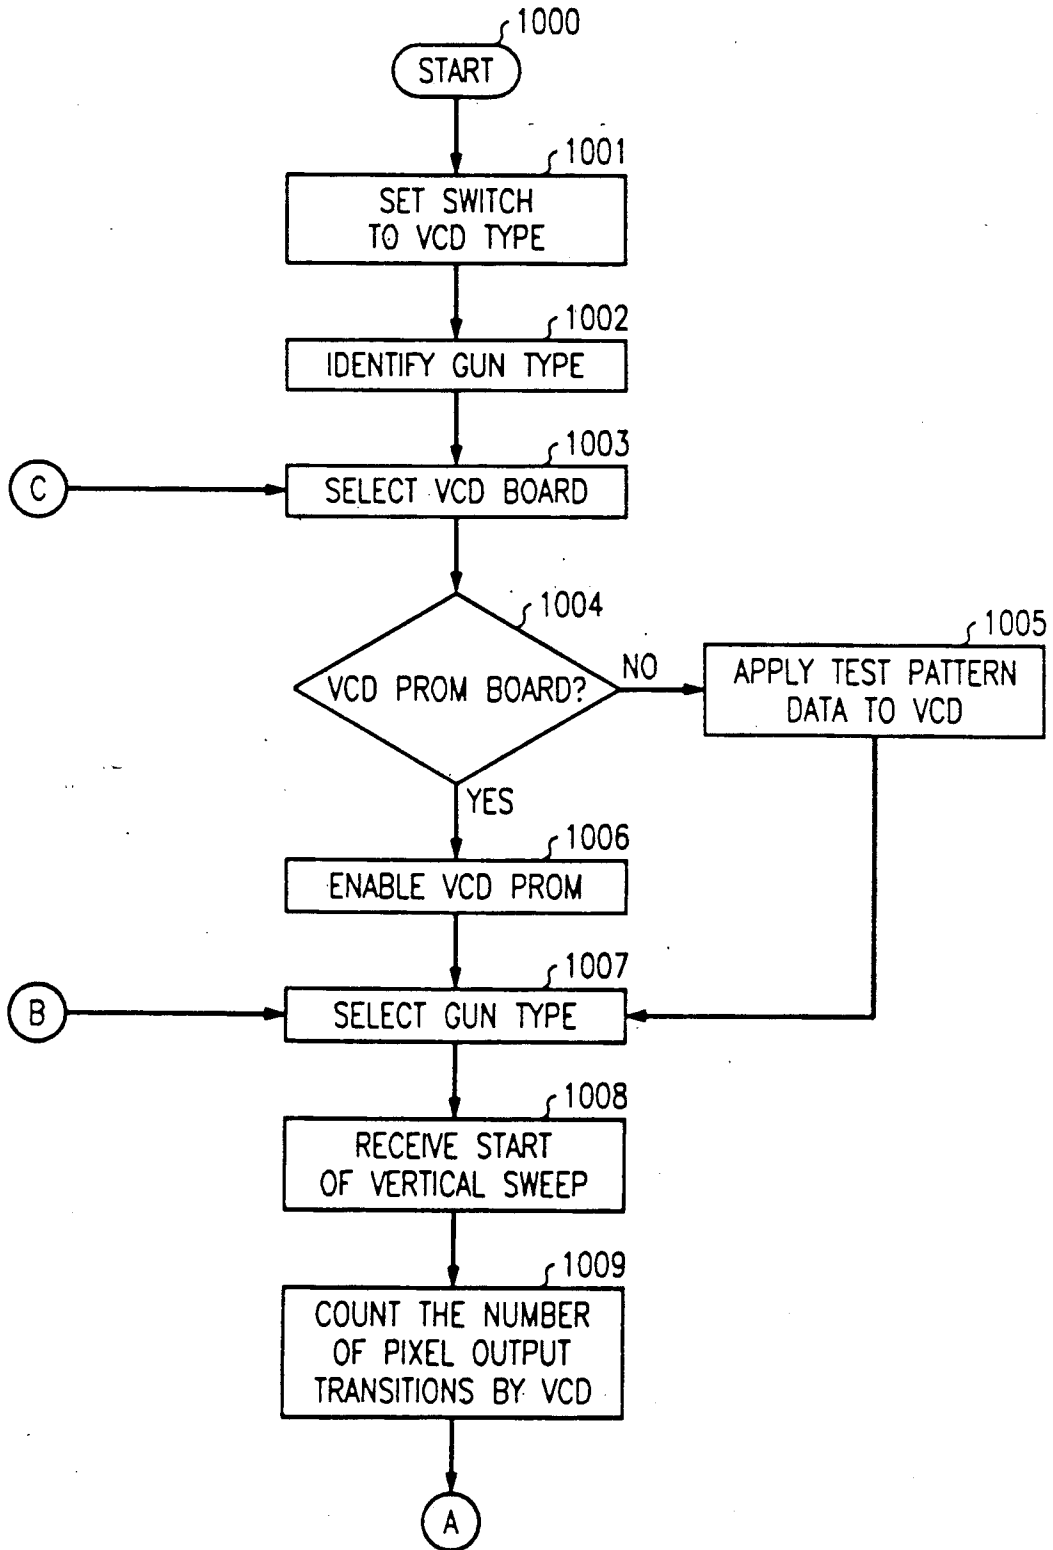 1000
START
1001
SET SWITCH
TO VCD TYPE
1002
IDENTIFY GUN TYPE
1003
C
SELECT VCD BOARD
1004
1005
VCD PROM BOARD?
NO
APPLY TEST PATTERN
DATA TO VCD
YES
1006
ENABLE VCD PROM
1007
B
SELECT GUN TYPE
1008
RECEIVE START
OF VERTICAL SWEEP
1009
COUNT THE NUMBER
OF PIXEL OUTPUT
TRANSITIONS BY VCD
A